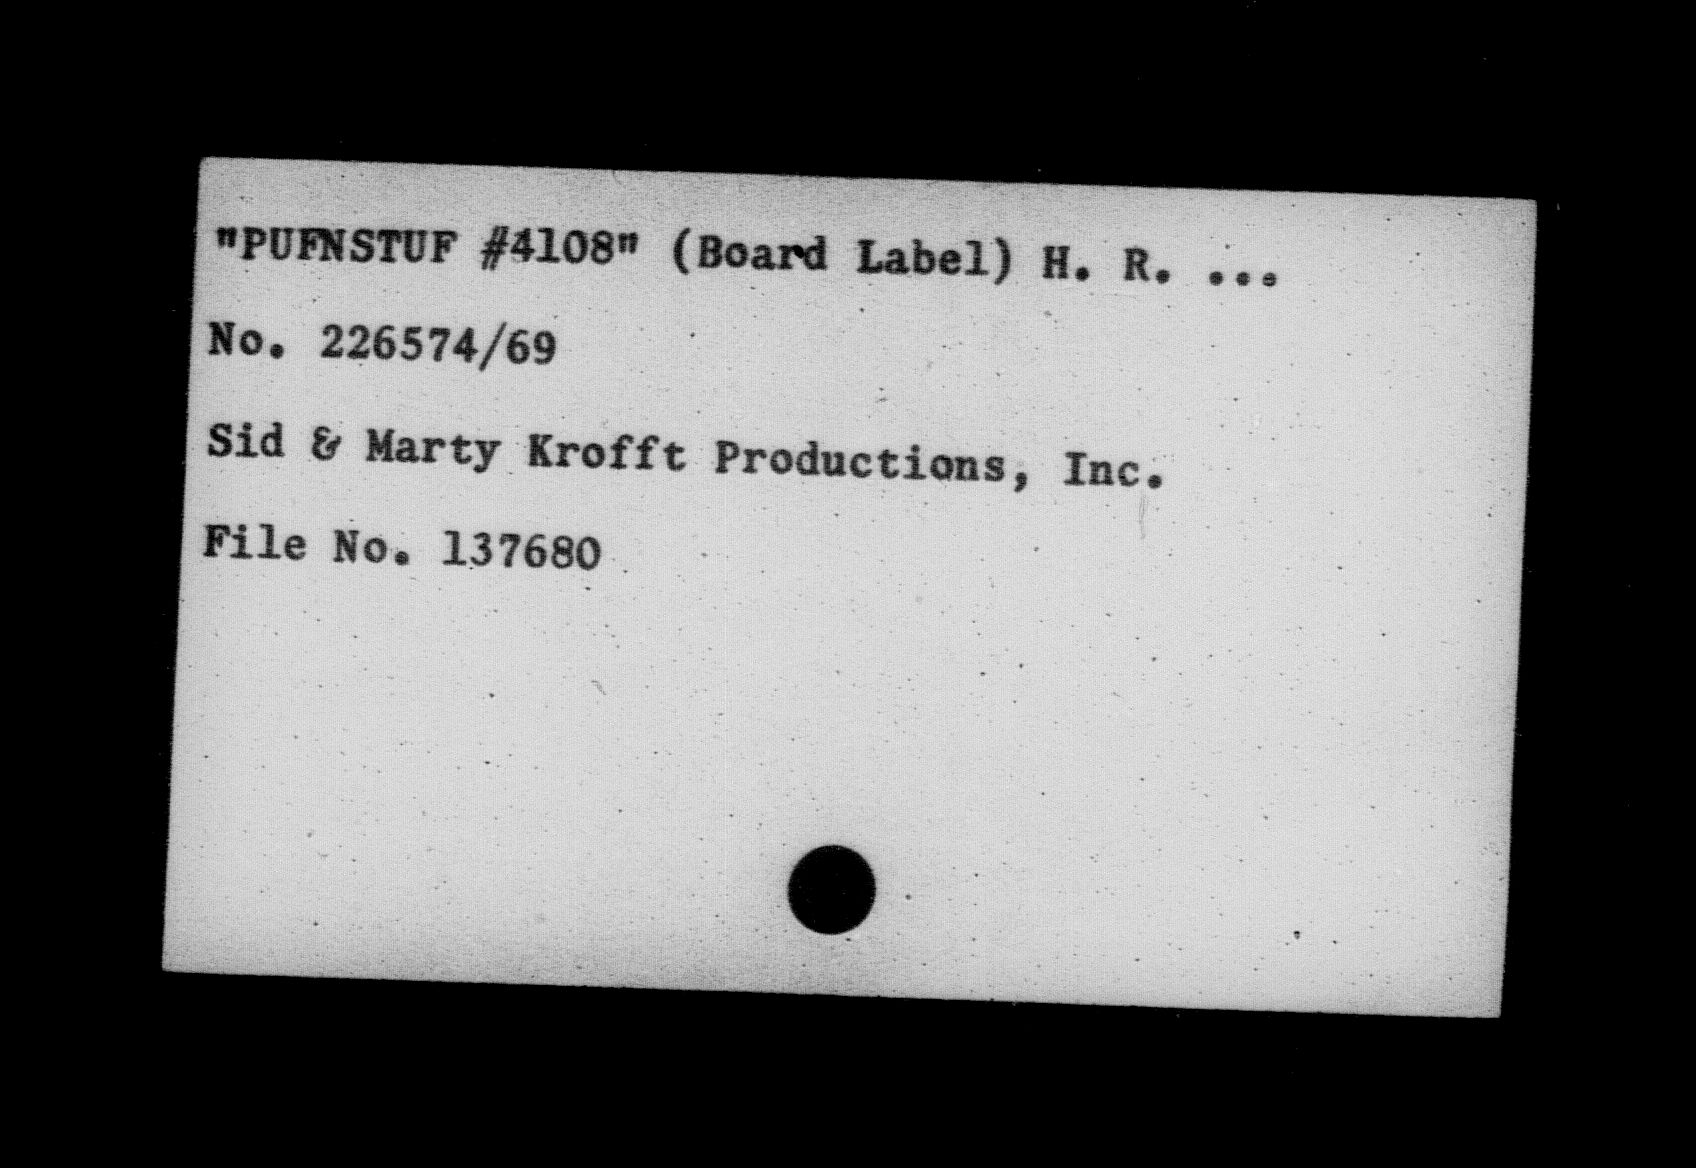 "PUFNSTUF #4108" (Board Label) H. R. ...
No. 226574/69
Sid & Marty Krofft Productions, Inc.
File No. 137680